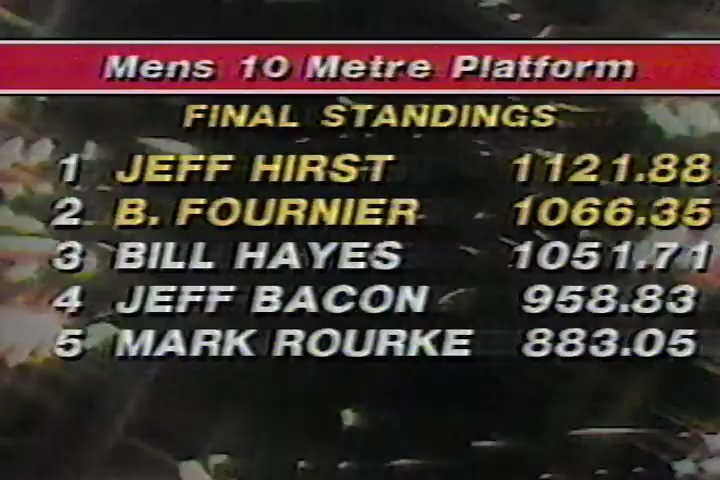 Mens 10 Metre Platform
FINAL STANDINGS
1 JEFF HIRST 1121.88
2 B. FOURNIER 1066.35
3 BILL HAYES 1051.71
4 JEFF BACON 958.83
5 MARK ROURKE 883.05